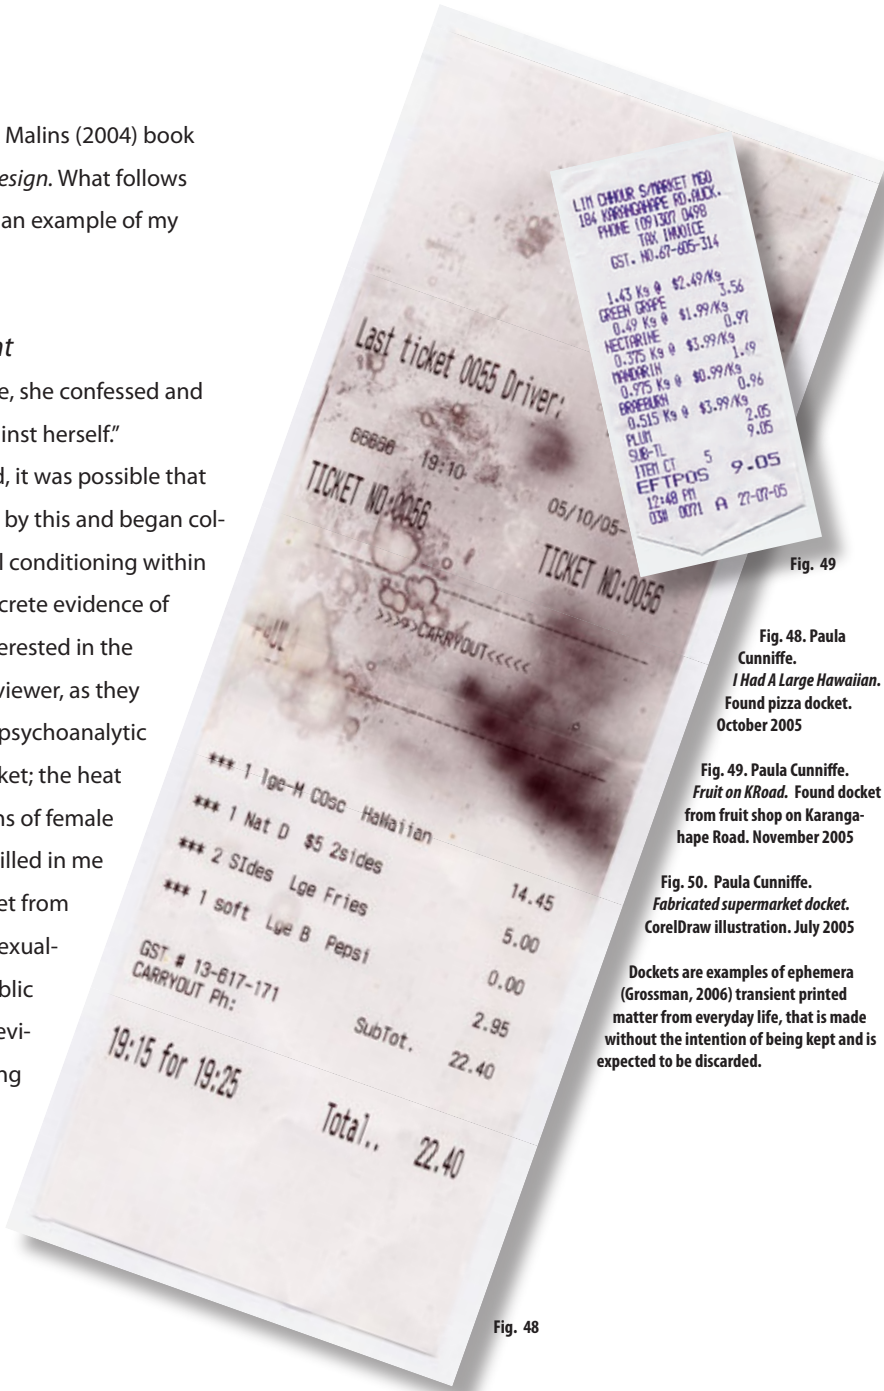 Malins (2004) book
esign. What follows
an example of my
nt
e, she confessed and
inst herself.”
d, it was possible that
by this and began col-
l conditioning within
crete evidence of
erested in the
viewer, as they
psychoanalytic
ket; the heat
ns of female
illed in me
et from
exual-
blic
evi-
ng
Last ticket 0055 Driver:
66666 19:10 05/10/05-
TICKET NO:0056 TICKET NO:0056
>>>>>CARRYOUT<<<<<
*** 1 lge-M COsc HaWaiian 14.45
*** 1 Nat D $5 2sides 5.00
*** 2 SIdes Lge Fries 0.00
*** 1 soft Lge B Pepsi 2.95
GST # 13-617-171 SubTot. 22.40
CARRYOUT Ph:
19:15 for 19:25 Total.. 22.40
Fig. 48
LIM CHHOUR S/MARKET MGO
184 KARANGAHAPE RD.AUCK.
PHONE (09)307 0498
TAX INVOICE
GST. NO.67-605-314
1.43 Kg @ $2.49/Kg
GREEN GRAPE 3.56
0.49 Kg @ $1.99/Kg
NECTARINE 0.97
0.375 Kg @ $3.99/Kg
MANDARIN 1.49
0.975 Kg @ $0.99/Kg
BRAEBURN 0.96
0.515 Kg @ $3.99/Kg
PLUM 2.05
SUB-TL 9.05
ITEM CT 5
EFTPOS 9.05
12:48 PM
03# 0071 A 27-07-05
Fig. 49
Fig. 48. Paula
Cunniffe.
I Had A Large Hawaiian.
Found pizza docket.
October 2005
Fig. 49. Paula Cunniffe.
Fruit on KRoad. Found docket
from fruit shop on Karanga-
hape Road. November 2005
Fig. 50. Paula Cunniffe.
Fabricated supermarket docket.
CorelDraw illustration. July 2005
Dockets are examples of ephemera
(Grossman, 2006) transient printed
matter from everyday life, that is made
without the intention of being kept and is
expected to be discarded.